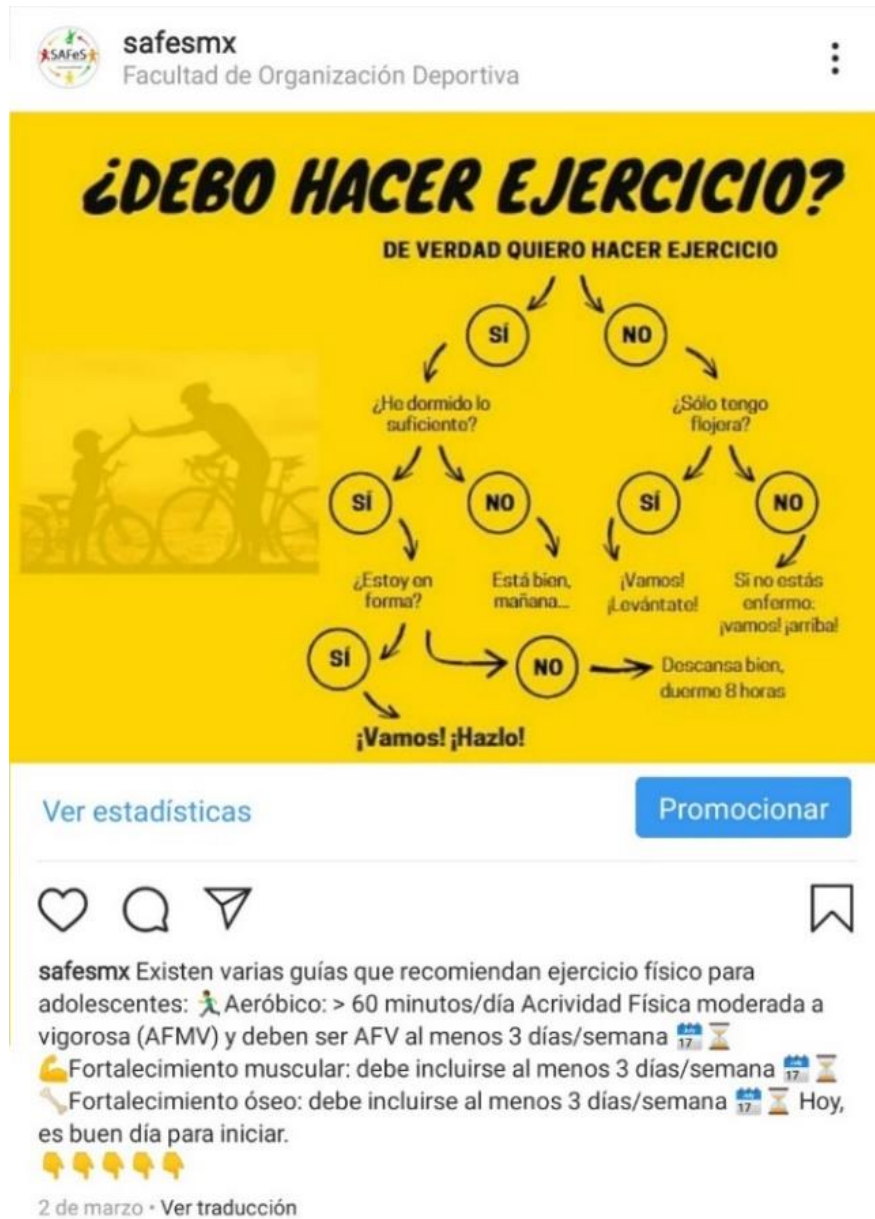 SAFeS
safesmx
Facultad de Organización Deportiva
¿DEBO HACER EJERCICIO?
DE VERDAD QUIERO HACER EJERCICIO
SÍ
NO
¿He dormido lo
suficiente?
¿Sólo tengo
flojera?
SÍ
NO
SÍ
NO
¿Estoy en
forma?
Está bien,
mañana...
¡Vamos!
¡Levántate!
Si no estás
enfermo:
¡vamos! ¡arriba!
SÍ
NO
Descansa bien,
duerme 8 horas
¡Vamos! ¡Hazlo!
Ver estadísticas
Promocionar
safesmx Existen varias guías que recomiendan ejercicio físico para
adolescentes: 🏃‍♂️ Aeróbico: > 60 minutos/día Acrividad Física moderada a
vigorosa (AFMV) y deben ser AFV al menos 3 días/semana 📅⏳
💪Fortalecimiento muscular: debe incluirse al menos 3 días/semana 📅⏳
🦴Fortalecimiento óseo: debe incluirse al menos 3 días/semana 📅⏳ Hoy,
es buen día para iniciar.
👇👇👇👇👇
2 de marzo · Ver traducción